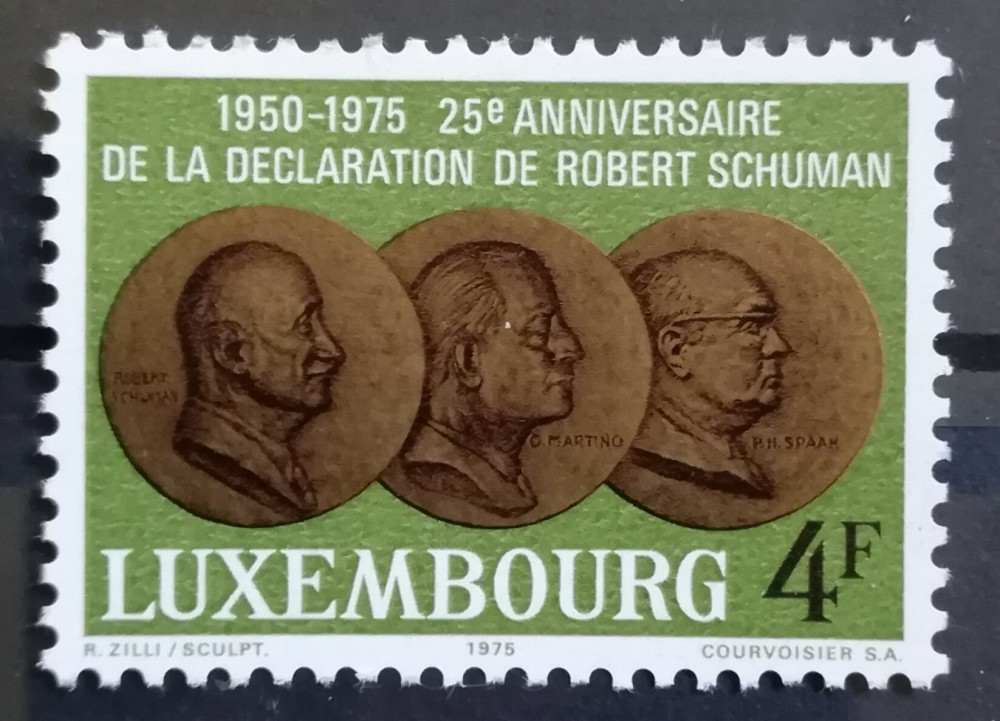 1950-1975 25e ANNIVERSAIRE
DE LA DECLARATION DE ROBERT SCHUMAN
ROBERT
SCHUMAN
G. MARTINO
P.H. SPAAK
LUXEMBOURG 4F
R. ZILLI / SCULPT. 1975 COURVOISIER S.A.